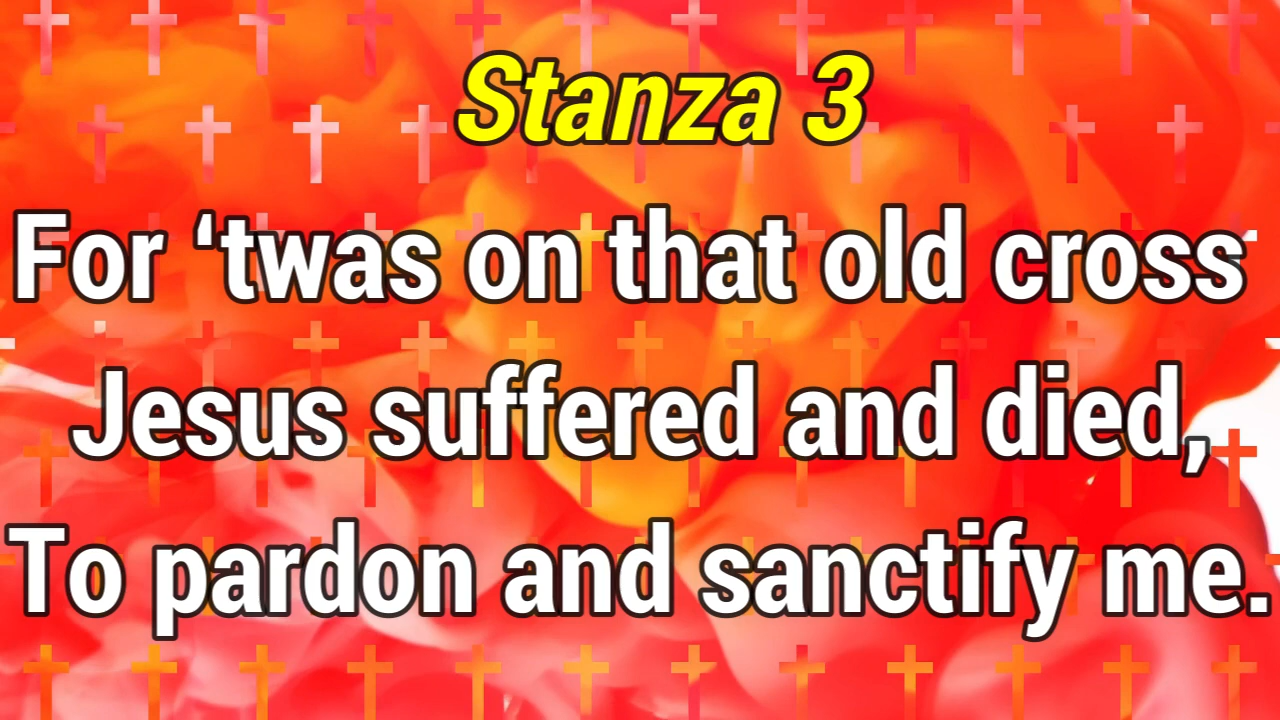 Stanza 3
For ‘twas on that old cross
Jesus suffered and died,
To pardon and sanctify me.